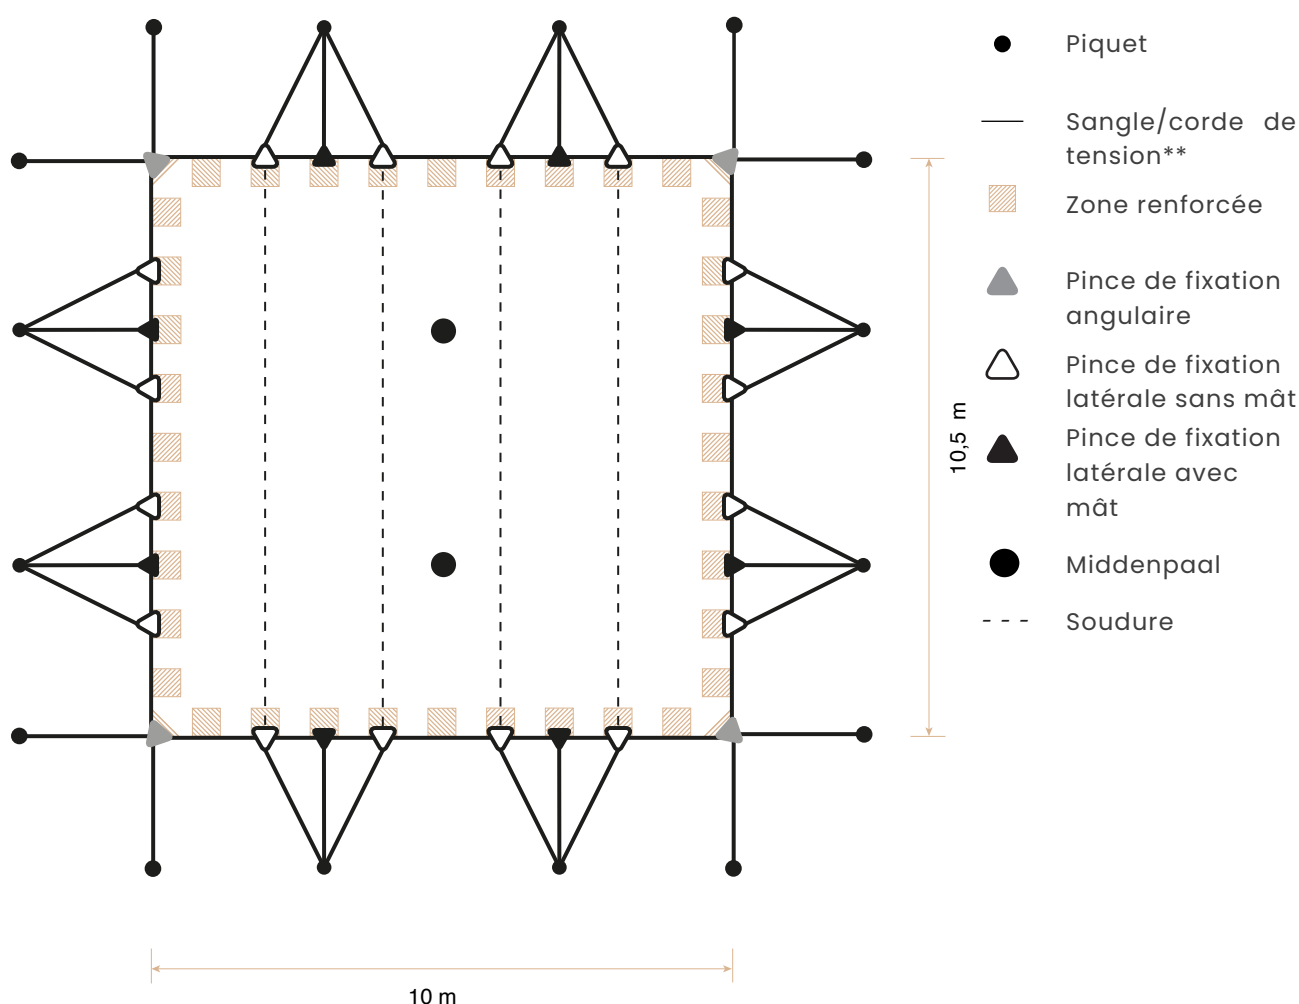 Piquet
Sangle/corde de
tension**
Zone renforcée
Pince de fixation
angulaire
Pince de fixation
latérale sans mât
Pince de fixation
latérale avec
mât
Middenpaal
Soudure
10,5 m
10 m